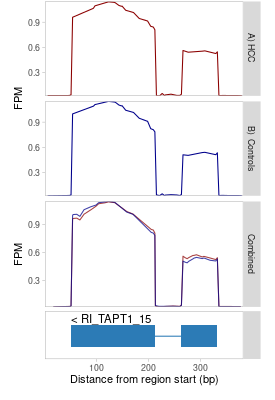 0.9
0.6
0.3
FPM
A) HCC
0.9
0.6
0.3
B) Controls
0.9
0.6
0.3
FPM
Combined
< RI_TAPT1_15
100 200 300
Distance from region start (bp)